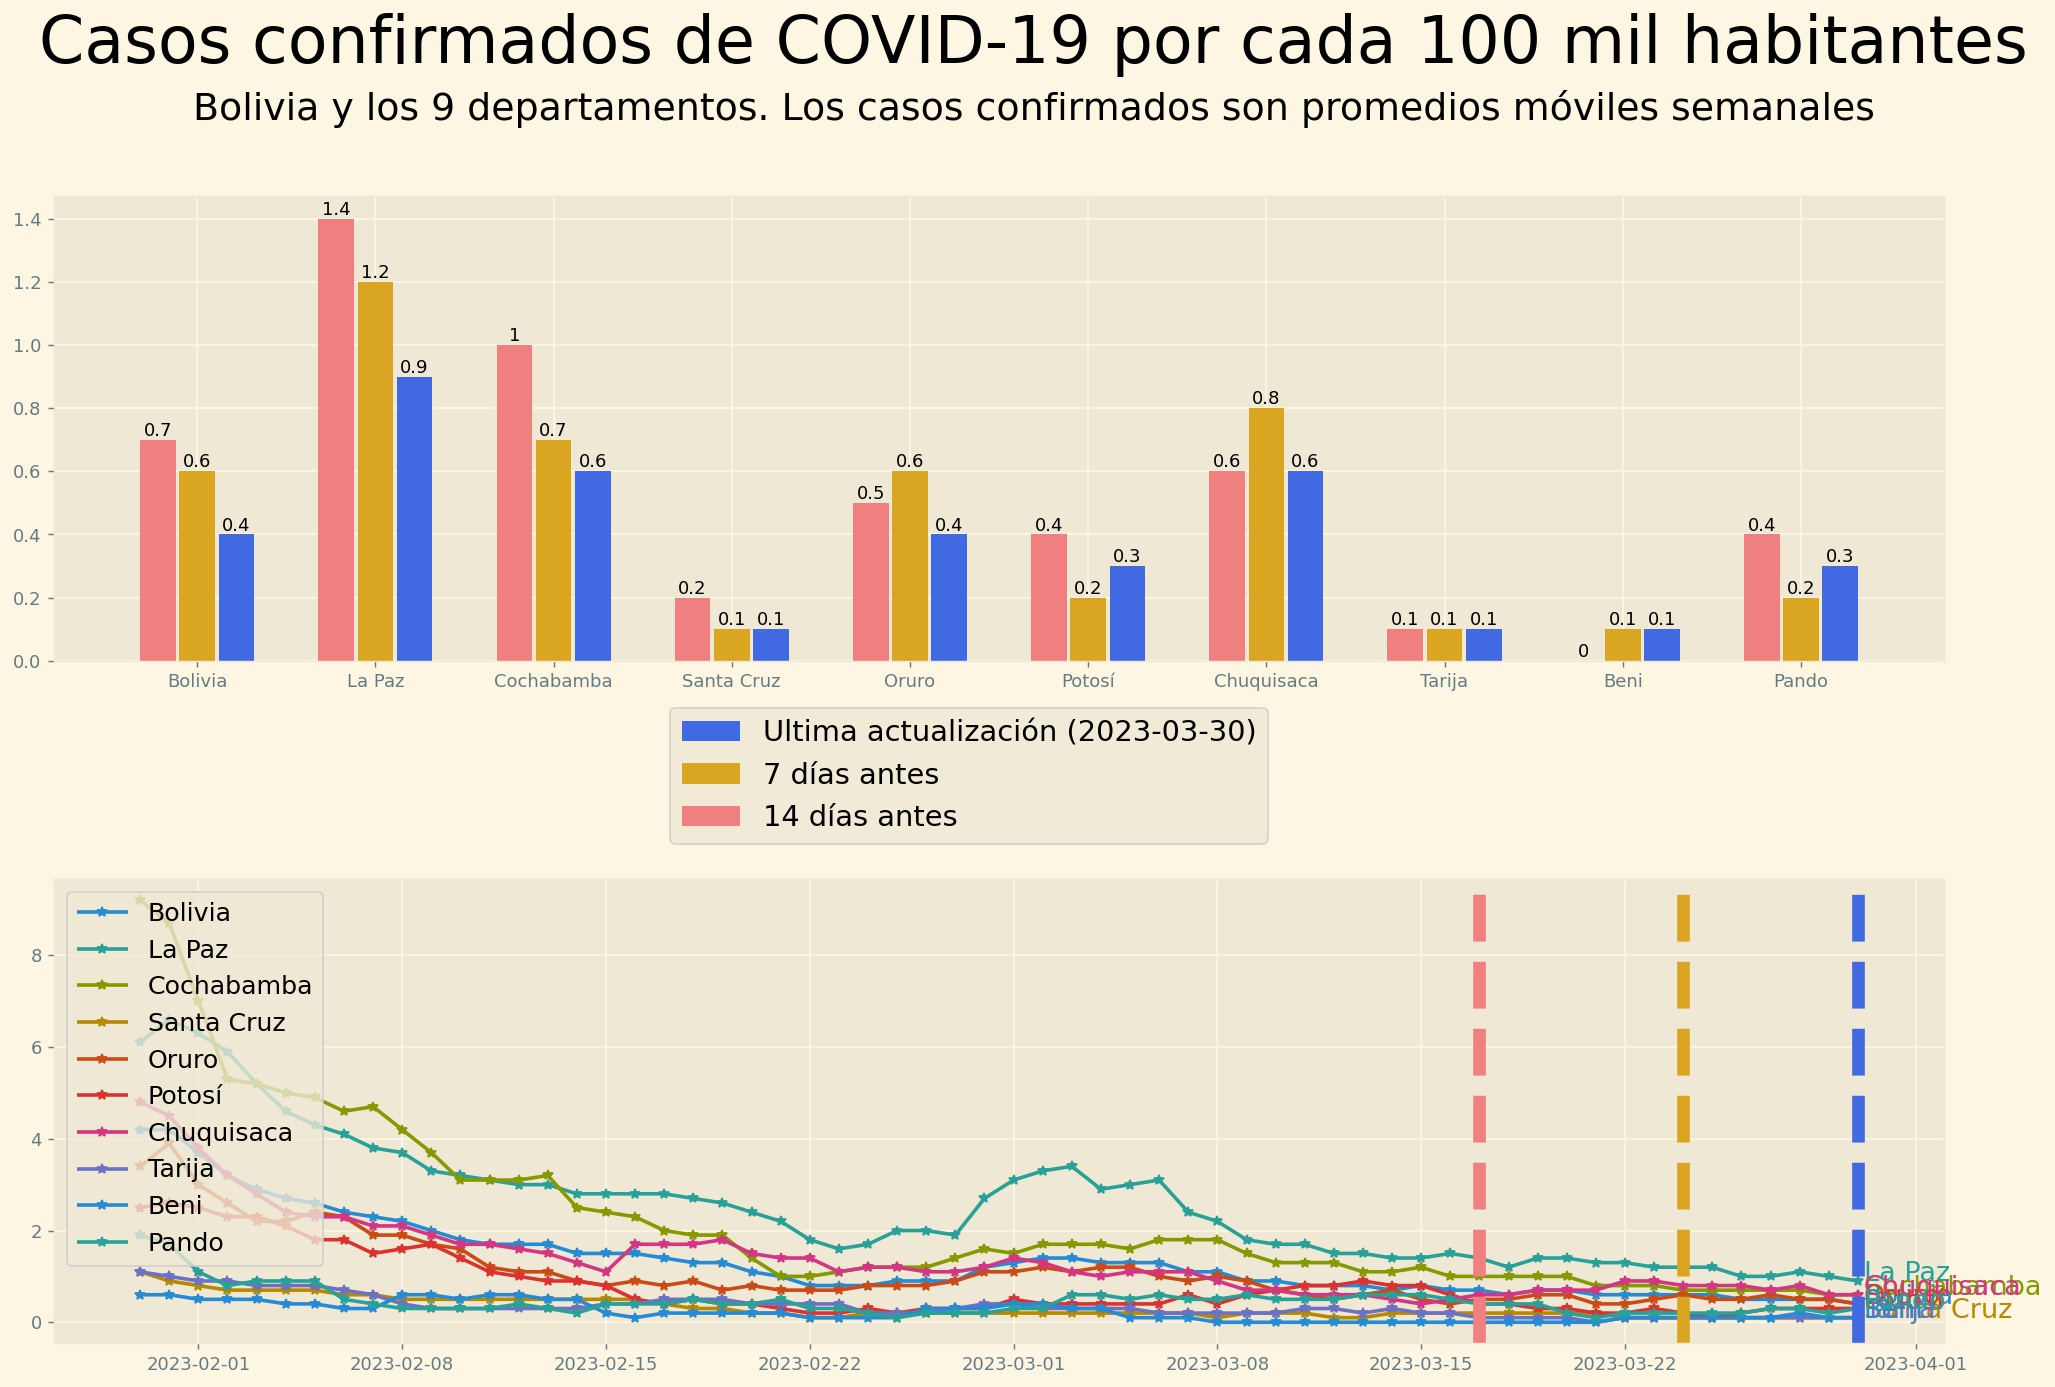 Casos confirmados de COVID-19 por cada 100 mil habitantes
Bolivia y los 9 departamentos. Los casos confirmados son promedios móviles semanales
1.4
1.2
1.0
0.8
0.6
0.4
0.2
0.0
0.7
0.6
0.4
1.4
1.2
0.9
1
0.7
0.6
0.2
0.1
0.1
0.5
0.6
0.4
0.4
0.2
0.3
0.6
0.8
0.6
0.1
0.1
0.1
0
0.1
0.1
0.4
0.2
0.3
Bolivia
La Paz
Cochabamba
Santa Cruz
Oruro
Potosí
Chuquisaca
Tarija
Beni
Pando
Ultima actualización (2023-03-30)
7 días antes
14 días antes
8
6
4
2
0
Bolivia
La Paz
Cochabamba
Santa Cruz
Oruro
Potosí
Chuquisaca
Tarija
Beni
Pando
La Paz
Chuquisaca
2023-02-01
2023-02-08
2023-02-15
2023-02-22
2023-03-01
2023-03-08
2023-03-15
2023-03-22
2023-04-01